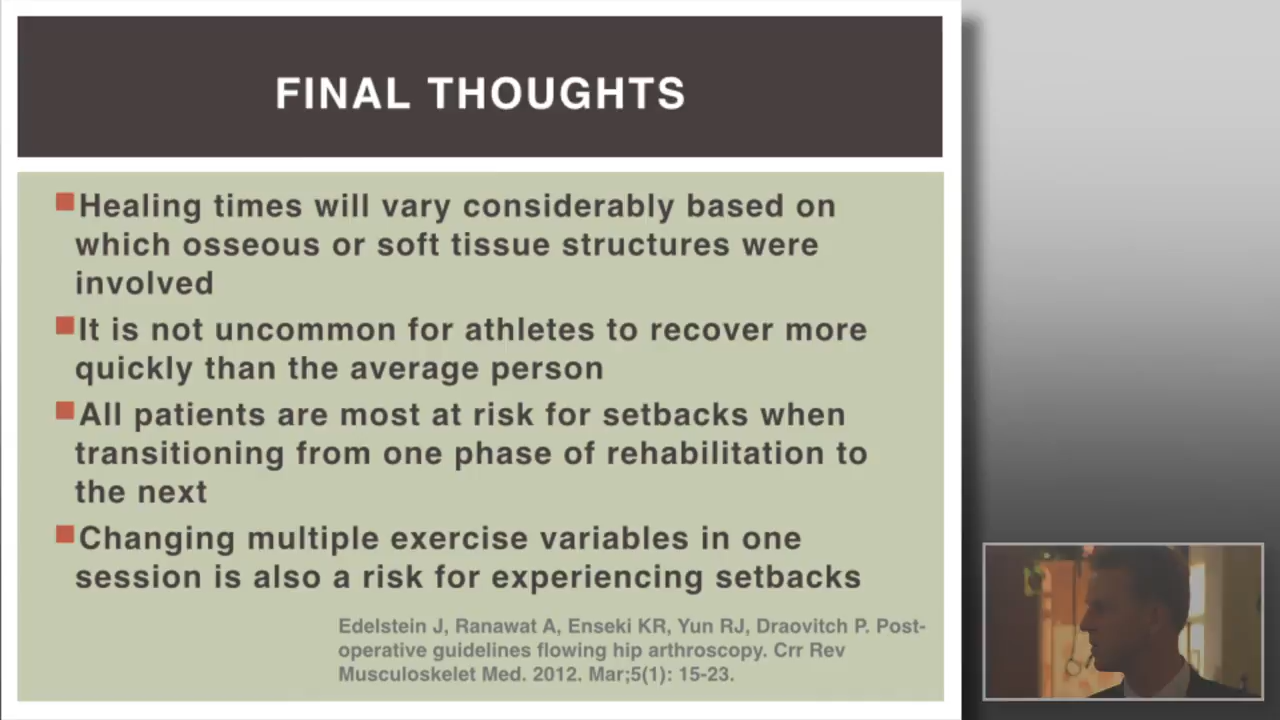 FINAL THOUGHTS
Healing times will vary considerably based on
which osseous or soft tissue structures were
involved
It is not uncommon for athletes to recover more
quickly than the average person
All patients are most at risk for setbacks when
transitioning from one phase of rehabilitation to
the next
Changing multiple exercise variables in one
session is also a risk for experiencing setbacks
Edelstein J, Ranawat A, Enseki KR, Yun RJ, Draovitch P. Post-
operative guidelines flowing hip arthroscopy. Crr Rev
Musculoskelet Med. 2012. Mar;5(1): 15-23.